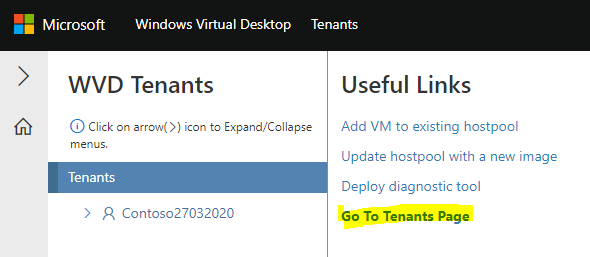 Microsoft Windows Virtual Desktop Tenants
WVD Tenants
Click on arrow(>) icon to Expand/Collapse
menus.
Tenants
Contoso27032020
Useful Links
Add VM to existing hostpool
Update hostpool with a new image
Deploy diagnostic tool
Go To Tenants Page